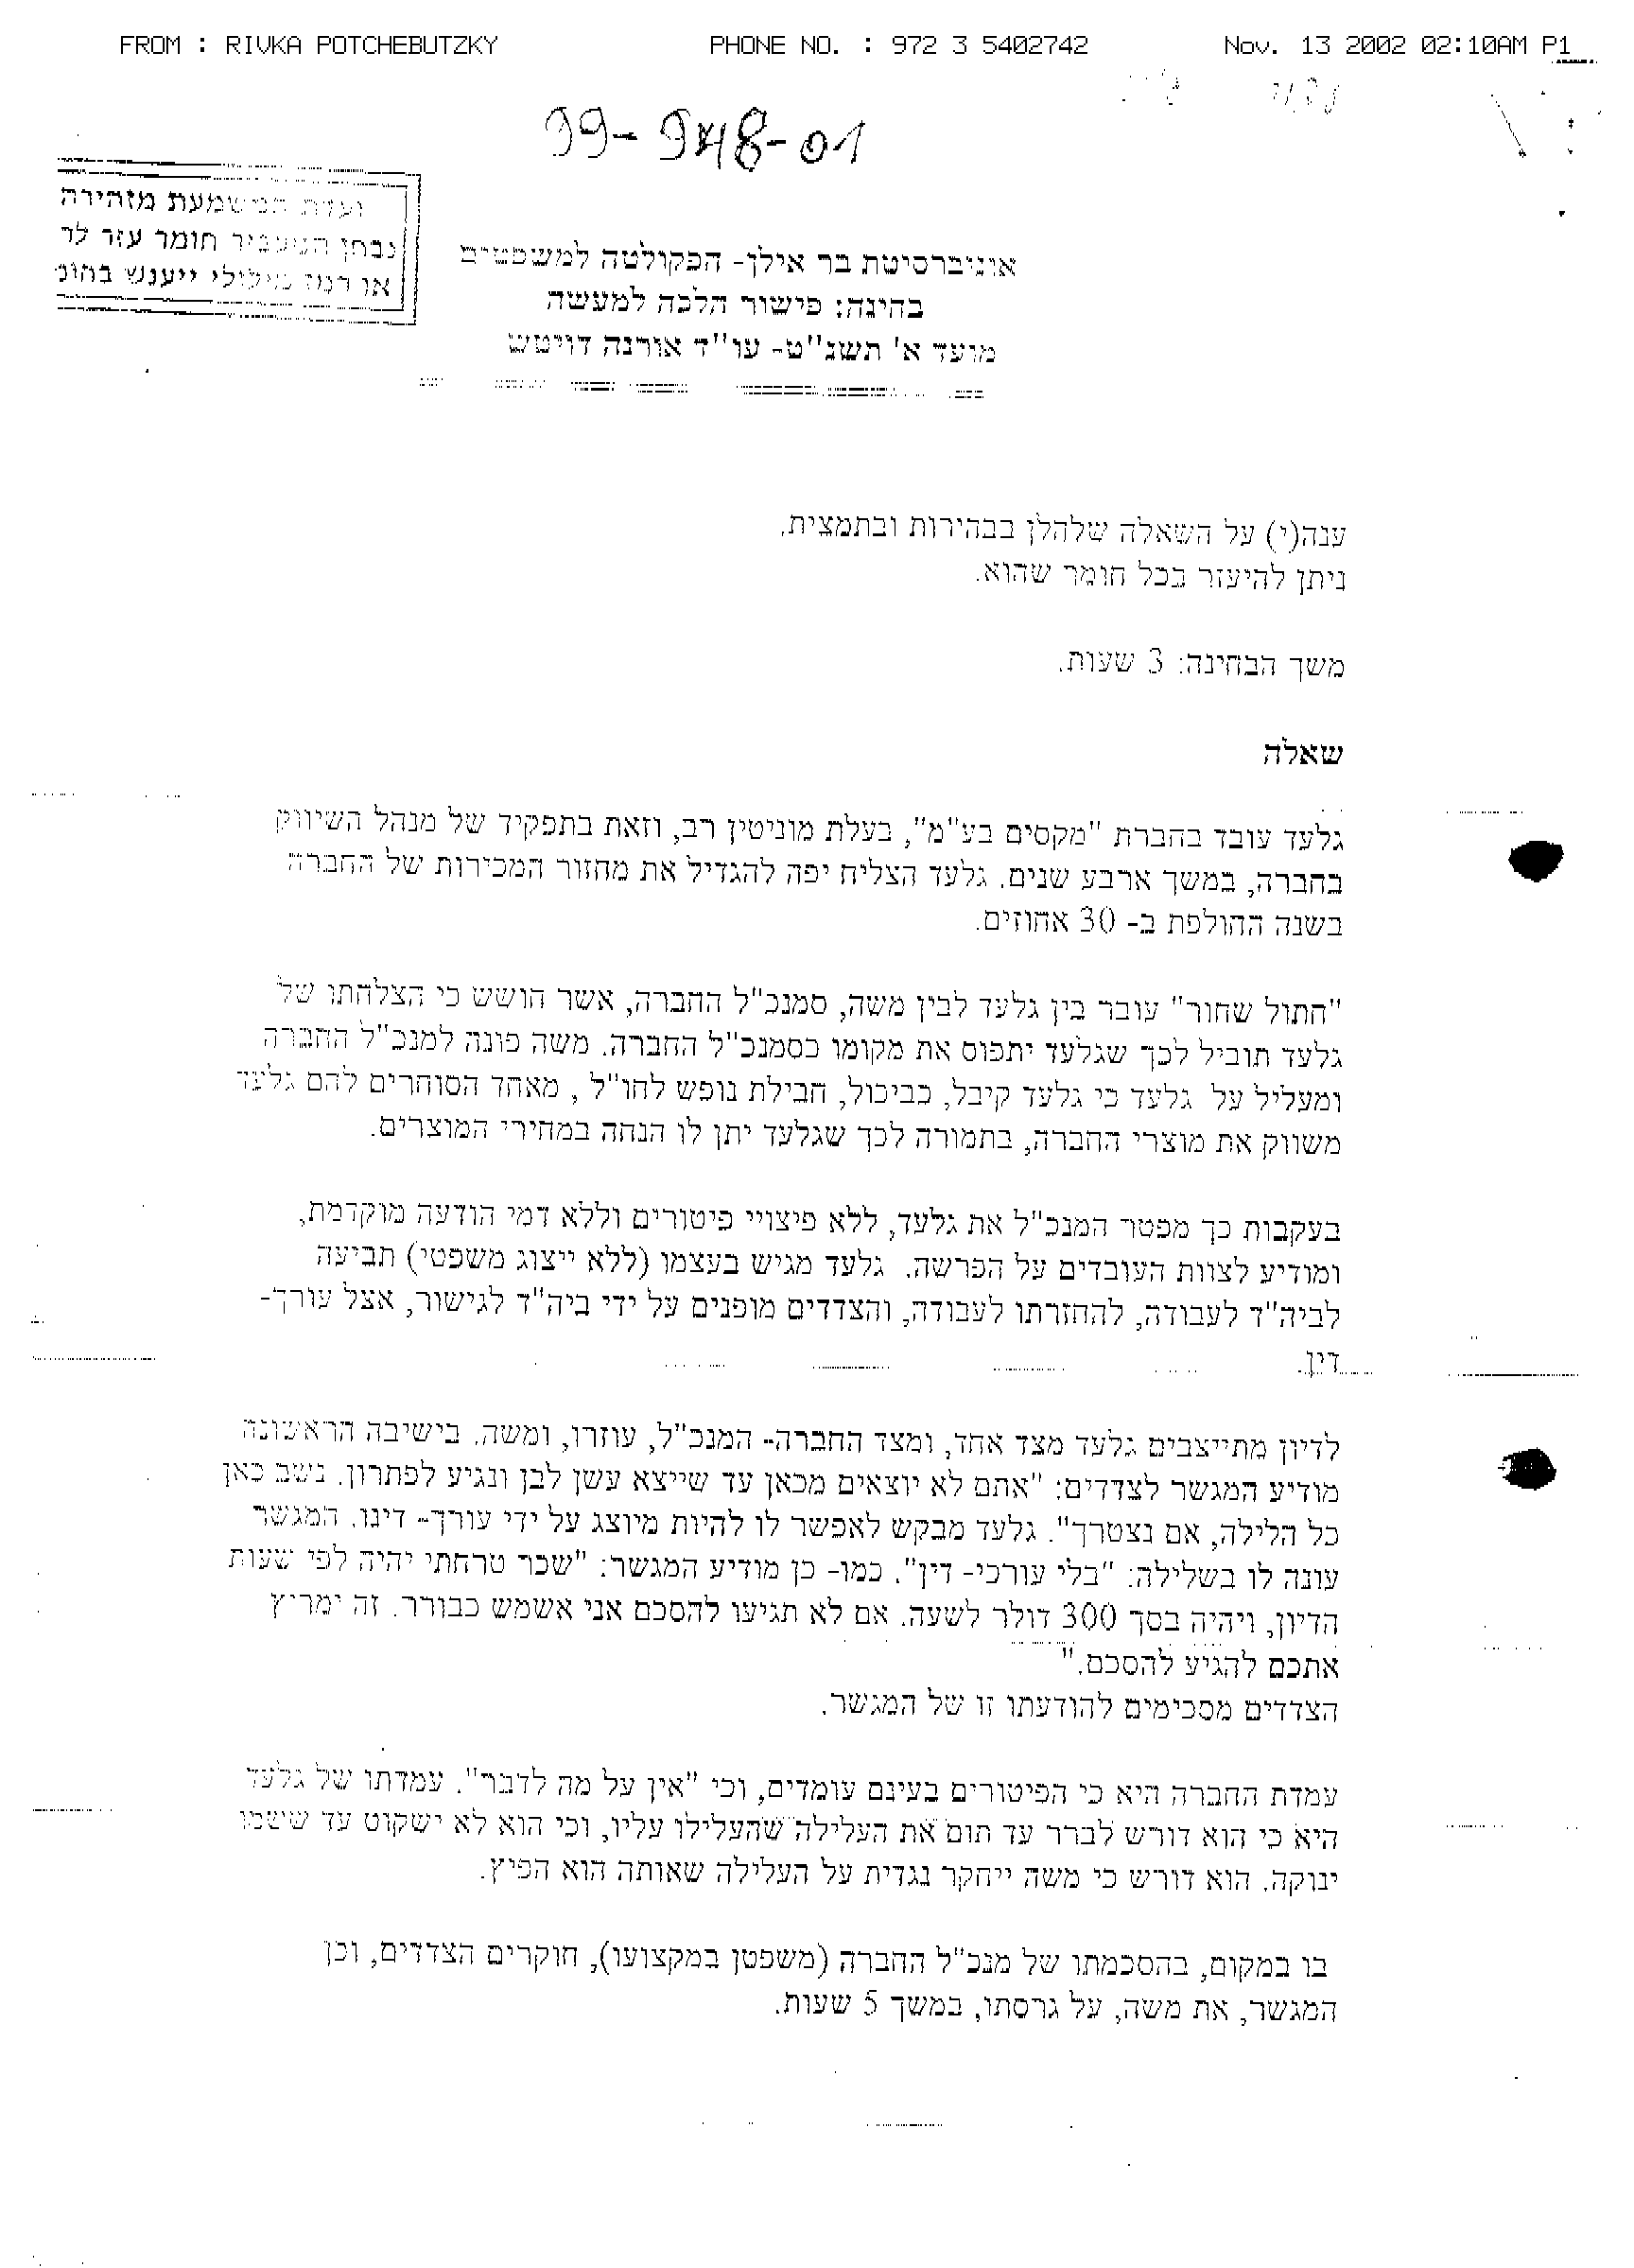 FROM : RIVKA POTCHEBUTZKY PHONE NO. : 972 3 5402742 Nov. 13 2002 02:10AM P1
99-948-01
ועדת המשמעת מזהירה
נבחן המעביר חומר עזר לר
או רמז מילולי ייענש בחומ
אוניברסיטת בר אילן- הפקולטה למשפטים
בחינה: פישור הלכה למעשה
מועד א' תשנ"ט- עו"ד אורנה דויטש
ענה(י) על השאלה שלהלן בבהירות ובתמצית.
ניתן להיעזר בכל חומר שהוא.
משך הבחינה: 3 שעות.
שאלה
גלעד עובד בחברת "מקסים בע"מ", בעלת מוניטין רב, וזאת בתפקיד של מנהל השיווק
בחברה, במשך ארבע שנים. גלעד הצליח יפה להגדיל את מחזור המכירות של החברה
בשנה החולפת ב- 30 אחוזים.
"חתול שחור" עובר בין גלעד לבין משה, סמנכ"ל החברה, אשר חושש כי הצלחתו של
גלעד תוביל לכך שגלעד יתפוס את מקומו כסמנכ"ל החברה. משה פונה למנכ"ל החברה
ומעליל על גלעד כי גלעד קיבל, כביכול, חבילת נופש לחו"ל , מאחד הסוחרים להם גלעד
משווק את מוצרי החברה, בתמורה לכך שגלעד יתן לו הנחה במחירי המוצרים.
בעקבות כך מפטר המנכ"ל את גלעד, ללא פיצויי פיטורים וללא דמי הודעה מוקדמת,
ומודיע לצוות העובדים על הפרשה. גלעד מגיש בעצמו (ללא ייצוג משפטי) תביעה
לביה"ד לעבודה, להחזרתו לעבודה, והצדדים מופנים על ידי ביה"ד לגישור, אצל עורך-
דין.
לדיון מתייצבים גלעד מצד אחד, ומצד החברה- המנכ"ל, עוזרו, ומשה. בישיבה הראשונה
מודיע המגשר לצדדים: "אתם לא יוצאים מכאן עד שייצא עשן לבן ונגיע לפתרון. נשב כאן
כל הלילה, אם נצטרך". גלעד מבקש לאפשר לו להיות מיוצג על ידי עורך- דינו. המגשר
עונה לו בשלילה: "בלי עורכי- דין". כמו- כן מודיע המגשר: "שכר טרחתי יהיה לפי שעות
הדיון, ויהיה בסך 300 דולר לשעה. אם לא תגיעו להסכם אני אשמש כבורר. זה ימריץ
אתכם להגיע להסכם."
הצדדים מסכימים להודעתו זו של המגשר.
עמדת החברה היא כי הפיטורים בעינם עומדים, וכי "אין על מה לדבר". עמדתו של גלעד
היא כי הוא דורש לברר עד תום את העלילה שהעלילו עליו, וכי הוא לא ישקוט עד ששמו
ינוקה. הוא דורש כי משה ייחקר נגדית על העלילה שאותה הוא הפיץ.
בו במקום, בהסכמתו של מנכ"ל החברה (משפטן במקצועו), חוקרים הצדדים, וכן
המגשר, את משה, על גרסתו, במשך 5 שעות.